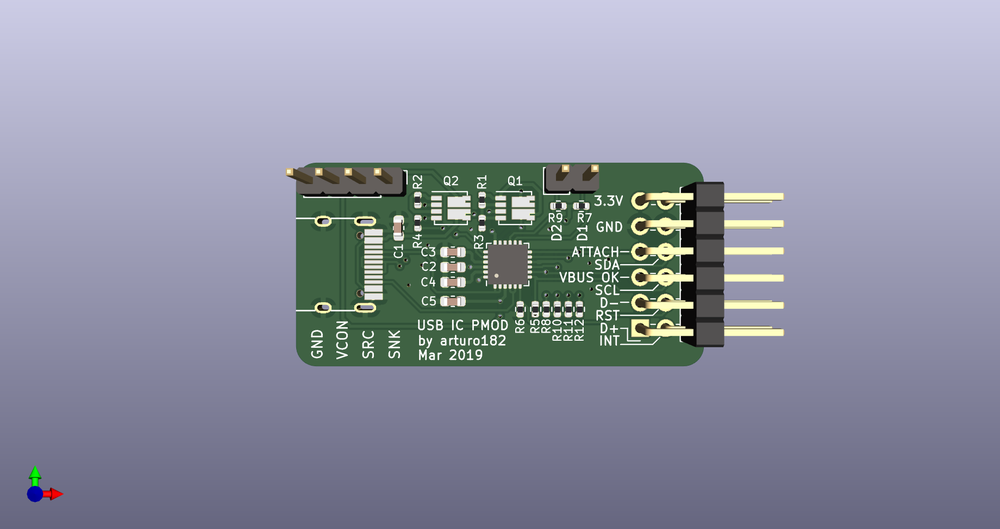 R2
Q2
R1
Q1
3.3V
R9
R7
D2
D1
GND
R4
R3
C1
C3
C2
C4
C5
ATTACH
SDA
VBUS OK
SCL
D-
RST
D+
INT
R6
R5
R8
R10
R11
R12
USB IC PMOD
by arturo182
Mar 2019
GND
VCON
SRC
SNK